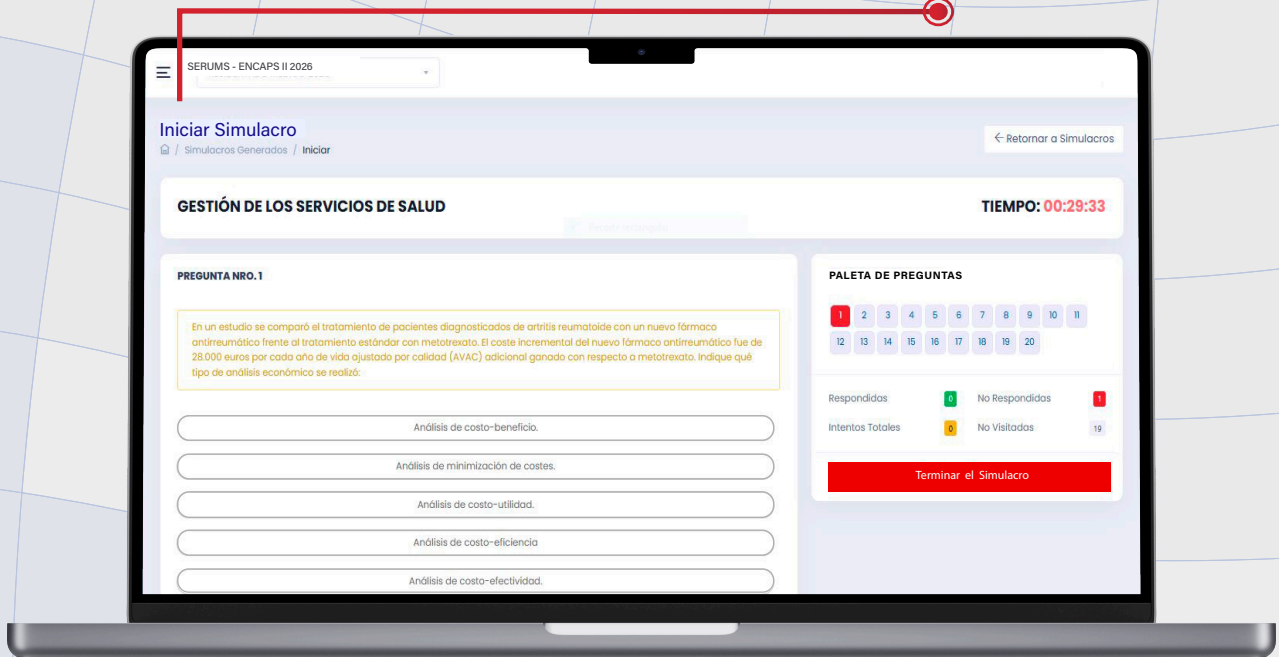 SERUMS - ENCAPS II 2026
Iniciar Simulacro
/ Simulacros Generados / Iniciar
← Retornar a Simulacros
GESTIÓN DE LOS SERVICIOS DE SALUD
TIEMPO: 00:29:33
PREGUNTA NRO. 1
En un estudio se comparó el tratamiento de pacientes diagnosticados de artritis reumatoide con un nuevo fármaco
antirreumático frente al tratamiento estándar con metotrexato. El coste incremental del nuevo fármaco antirreumático fue de
28.000 euros por cada año de vida ajustado por calidad (AVAC) adicional ganado con respecto a metotrexato. Indique qué
tipo de análisis económico se realizó:
Análisis de costo-beneficio.
Análisis de minimización de costes.
Análisis de costo-utilidad.
Análisis de costo-eficiencia
Análisis de costo-efectividad.
PALETA DE PREGUNTAS
1 2 3 4 5 6 7 8 9 10 11
12 13 14 15 16 17 18 19 20
Respondidas 0 No Respondidas 1
Intentos Totales 0 No Visitadas 19
Terminar el Simulacro